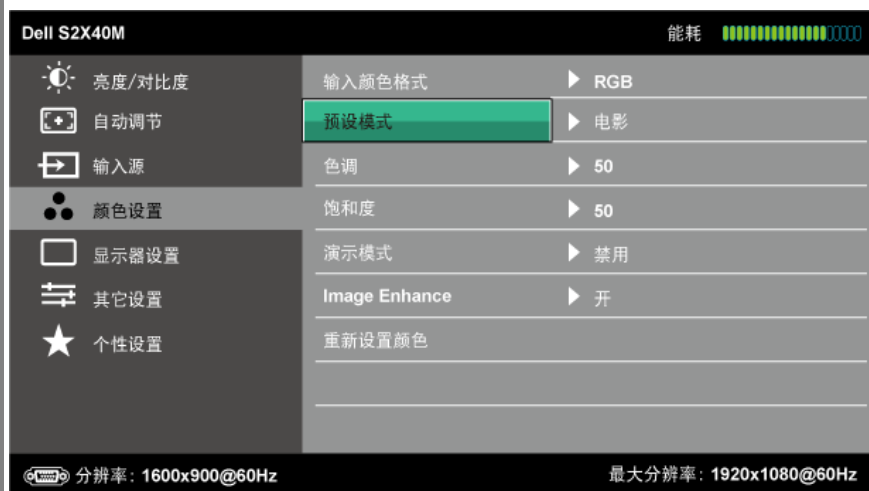 Dell S2X40M 能耗
亮度/对比度 输入颜色格式 RGB
自动调节 预设模式 电影
输入源 色调 50
颜色设置 饱和度 50
显示器设置 演示模式 禁用
其它设置 Image Enhance 开
个性设置 重新设置颜色
分辨率: 1600x900@60Hz 最大分辨率: 1920x1080@60Hz